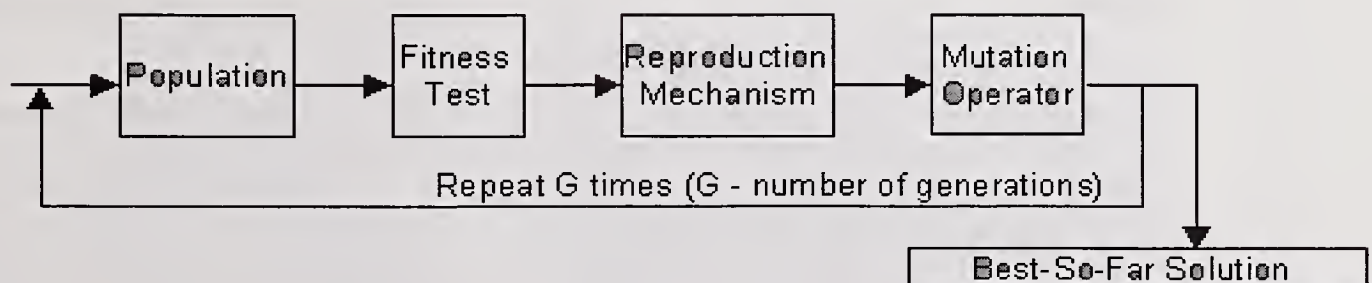 Population
Fitness
Test
Reproduction
Mechanism
Mutation
Operator
Repeat G times (G - number of generations)
Best-So-Far Solution